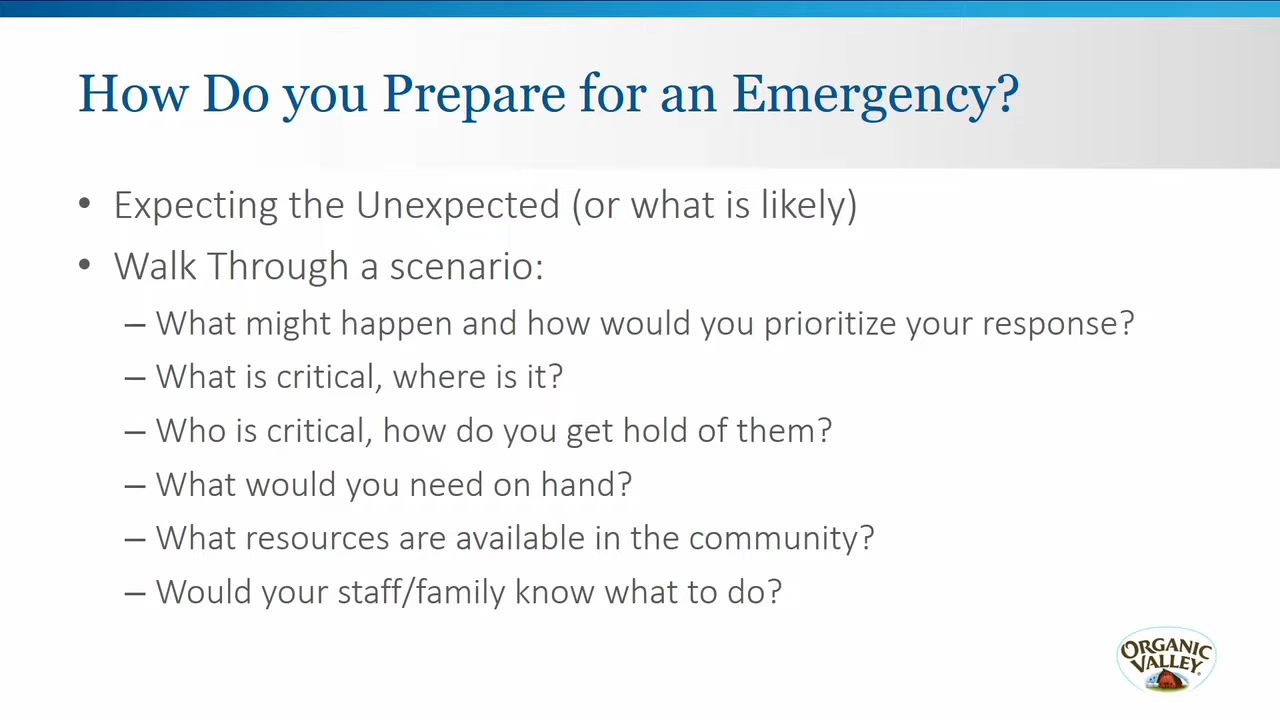 How Do you Prepare for an Emergency?
• Expecting the Unexpected (or what is likely)
• Walk Through a scenario:
– What might happen and how would you prioritize your response?
– What is critical, where is it?
– Who is critical, how do you get hold of them?
– What would you need on hand?
– What resources are available in the community?
– Would your staff/family know what to do?
ORGANIC
VALLEY®